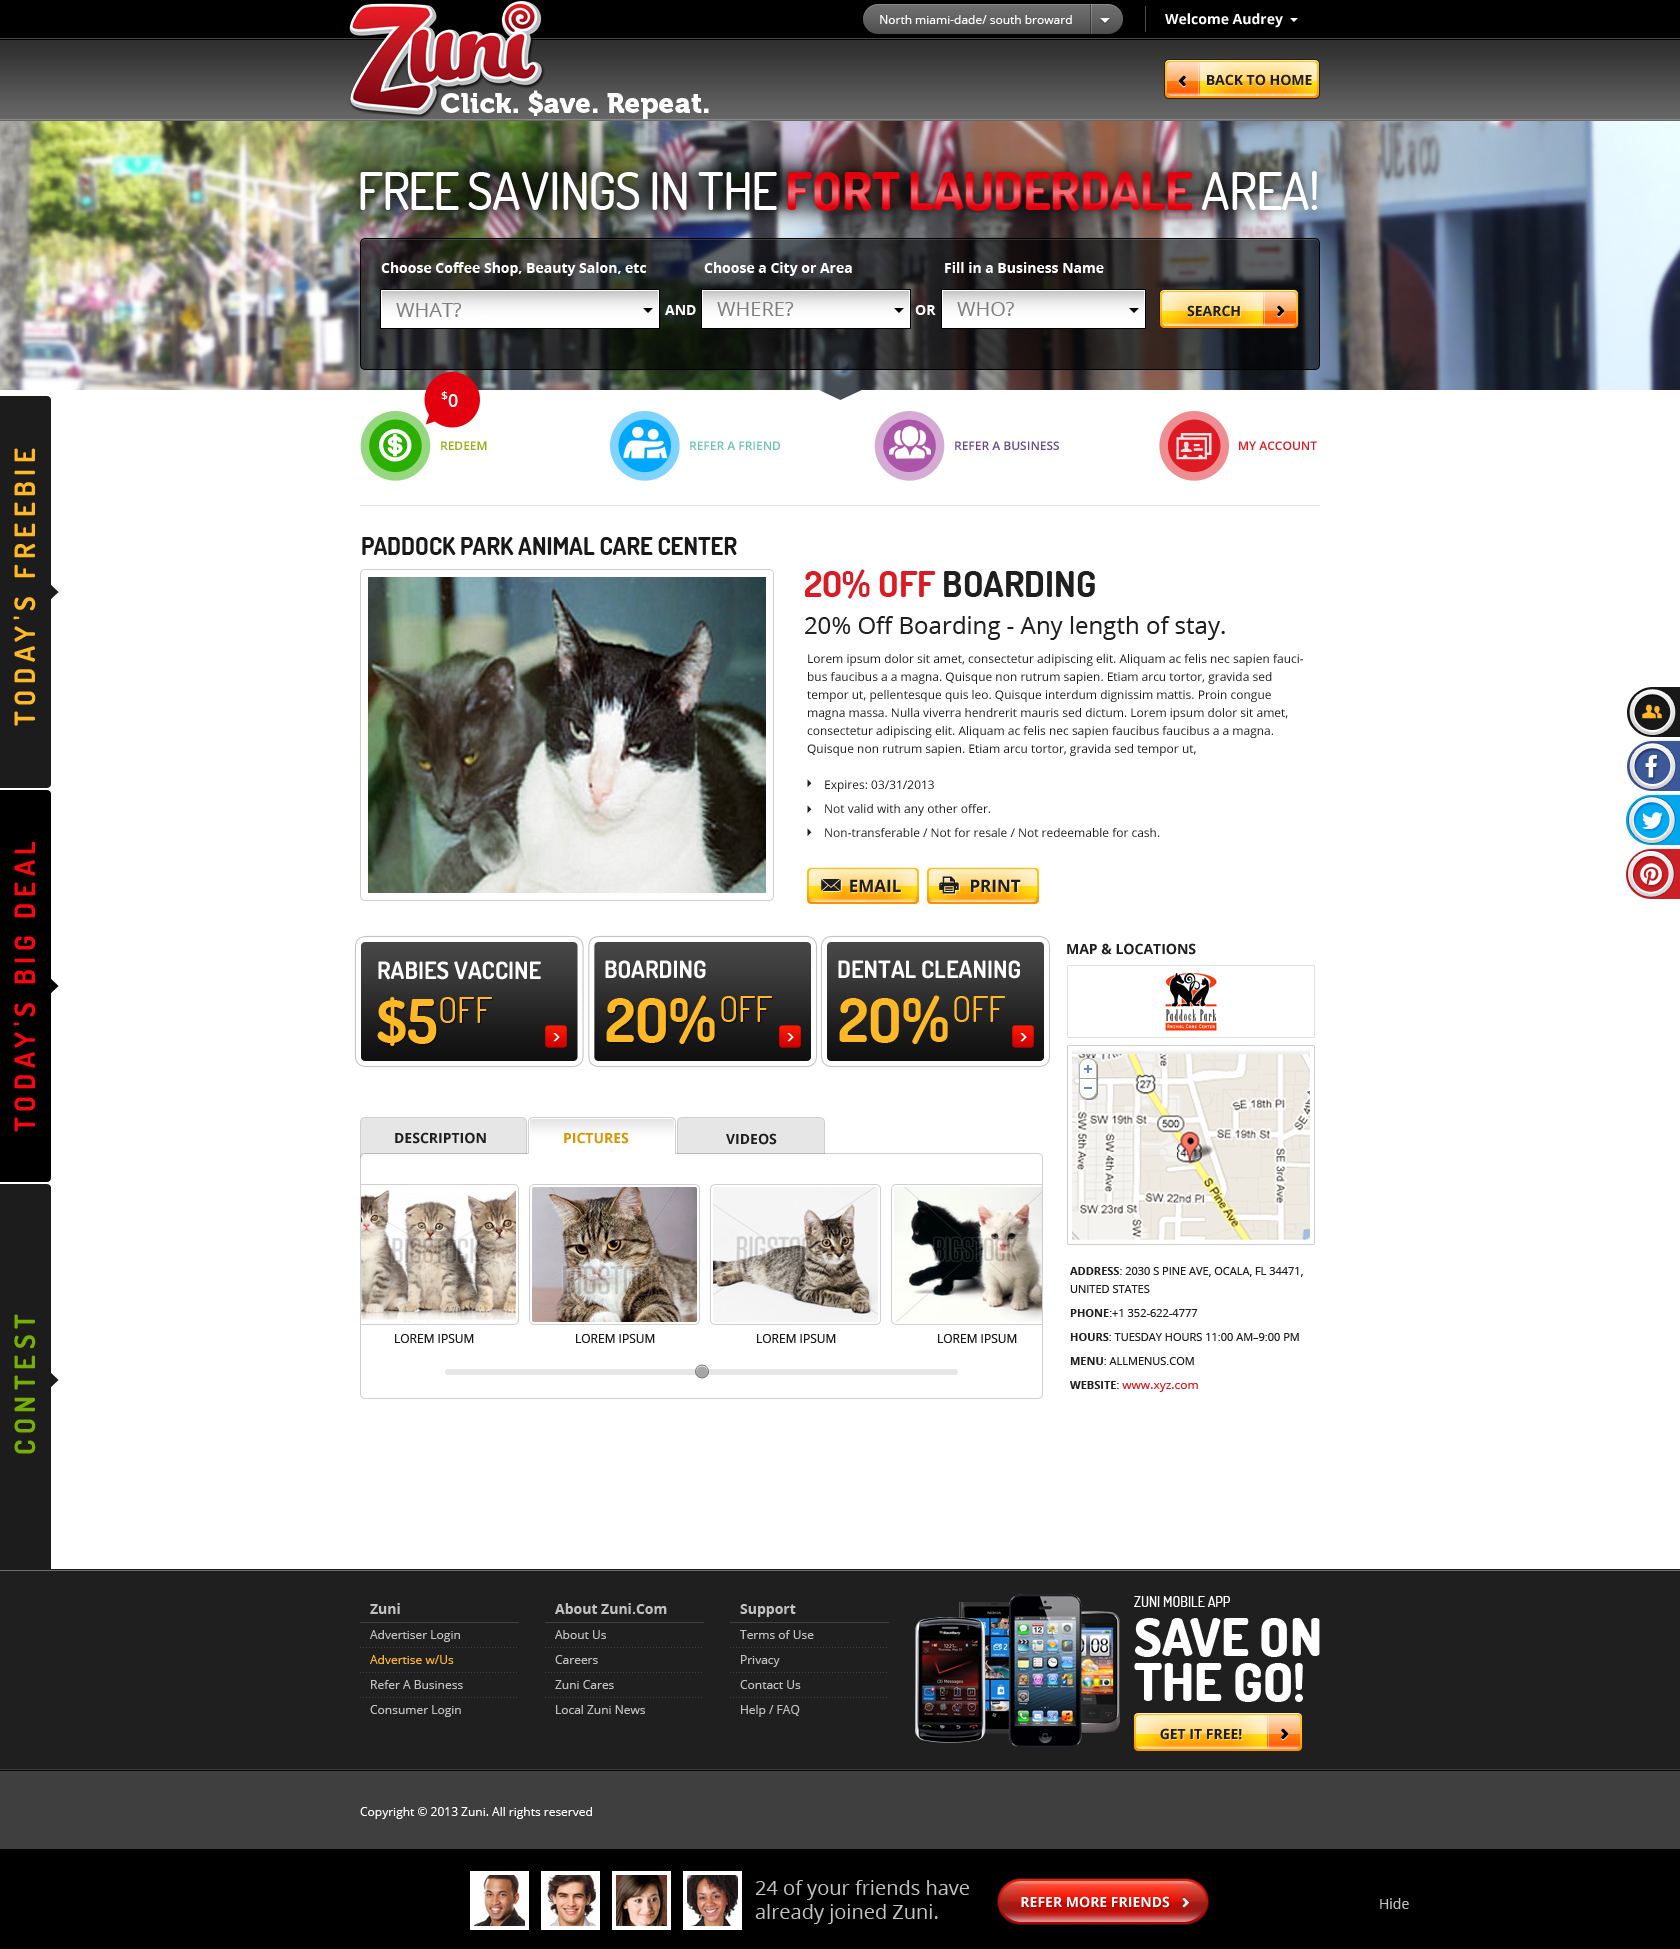 Zuni
Click. $ave. Repeat.
North miami-dade/ south broward
Welcome Audrey
BACK TO HOME
FREE SAVINGS IN THE FORT LAUDERDALE AREA!
Choose Coffee Shop, Beauty Salon, etc
Choose a City or Area
Fill in a Business Name
WHAT?
AND
WHERE?
OR
WHO?
SEARCH
$0
REDEEM
REFER A FRIEND
REFER A BUSINESS
MY ACCOUNT
TODAY'S FREEBIE
TODAY'S BIG DEAL
CONTEST
PADDOCK PARK ANIMAL CARE CENTER
20% OFF BOARDING
20% Off Boarding - Any length of stay.
Lorem ipsum dolor sit amet, consectetur adipiscing elit. Aliquam ac felis nec sapien fauci-
bus faucibus a a magna. Quisque non rutrum sapien. Etiam arcu tortor, gravida sed
tempor ut, pellentesque quis leo. Quisque interdum dignissim mattis. Proin congue
magna massa. Nulla viverra hendrerit mauris sed dictum. Lorem ipsum dolor sit amet,
consectetur adipiscing elit. Aliquam ac felis nec sapien faucibus faucibus a a magna.
Quisque non rutrum sapien. Etiam arcu tortor, gravida sed tempor ut,
Expires: 03/31/2013
Not valid with any other offer.
Non-transferable / Not for resale / Not redeemable for cash.
EMAIL
PRINT
RABIES VACCINE
$5 OFF
BOARDING
20% OFF
DENTAL CLEANING
20% OFF
MAP & LOCATIONS
Paddock Park
ANIMAL CARE CENTER
27
SE 18th Pl
SW 19th St
500
SE 19th St
SW 5th Ave
SW 4th Ave
SE 3rd Ave
SW 22nd Pl
S Pine Ave
SW 23rd St
SW
DESCRIPTION
PICTURES
VIDEOS
BIGSTOCK
BIGSTOCK
BIGSTOCK
BIGSTOCK
LOREM IPSUM
LOREM IPSUM
LOREM IPSUM
LOREM IPSUM
ADDRESS: 2030 S PINE AVE, OCALA, FL 34471,
UNITED STATES
PHONE:+1 352-622-4777
HOURS: TUESDAY HOURS 11:00 AM–9:00 PM
MENU: ALLMENUS.COM
WEBSITE: www.xyz.com
Zuni
Advertiser Login
Advertise w/Us
Refer A Business
Consumer Login
About Zuni.Com
About Us
Careers
Zuni Cares
Local Zuni News
Support
Terms of Use
Privacy
Contact Us
Help / FAQ
ZUNI MOBILE APP
SAVE ON
THE GO!
GET IT FREE!
Copyright © 2013 Zuni. All rights reserved
24 of your friends have
already joined Zuni.
REFER MORE FRIENDS
Hide